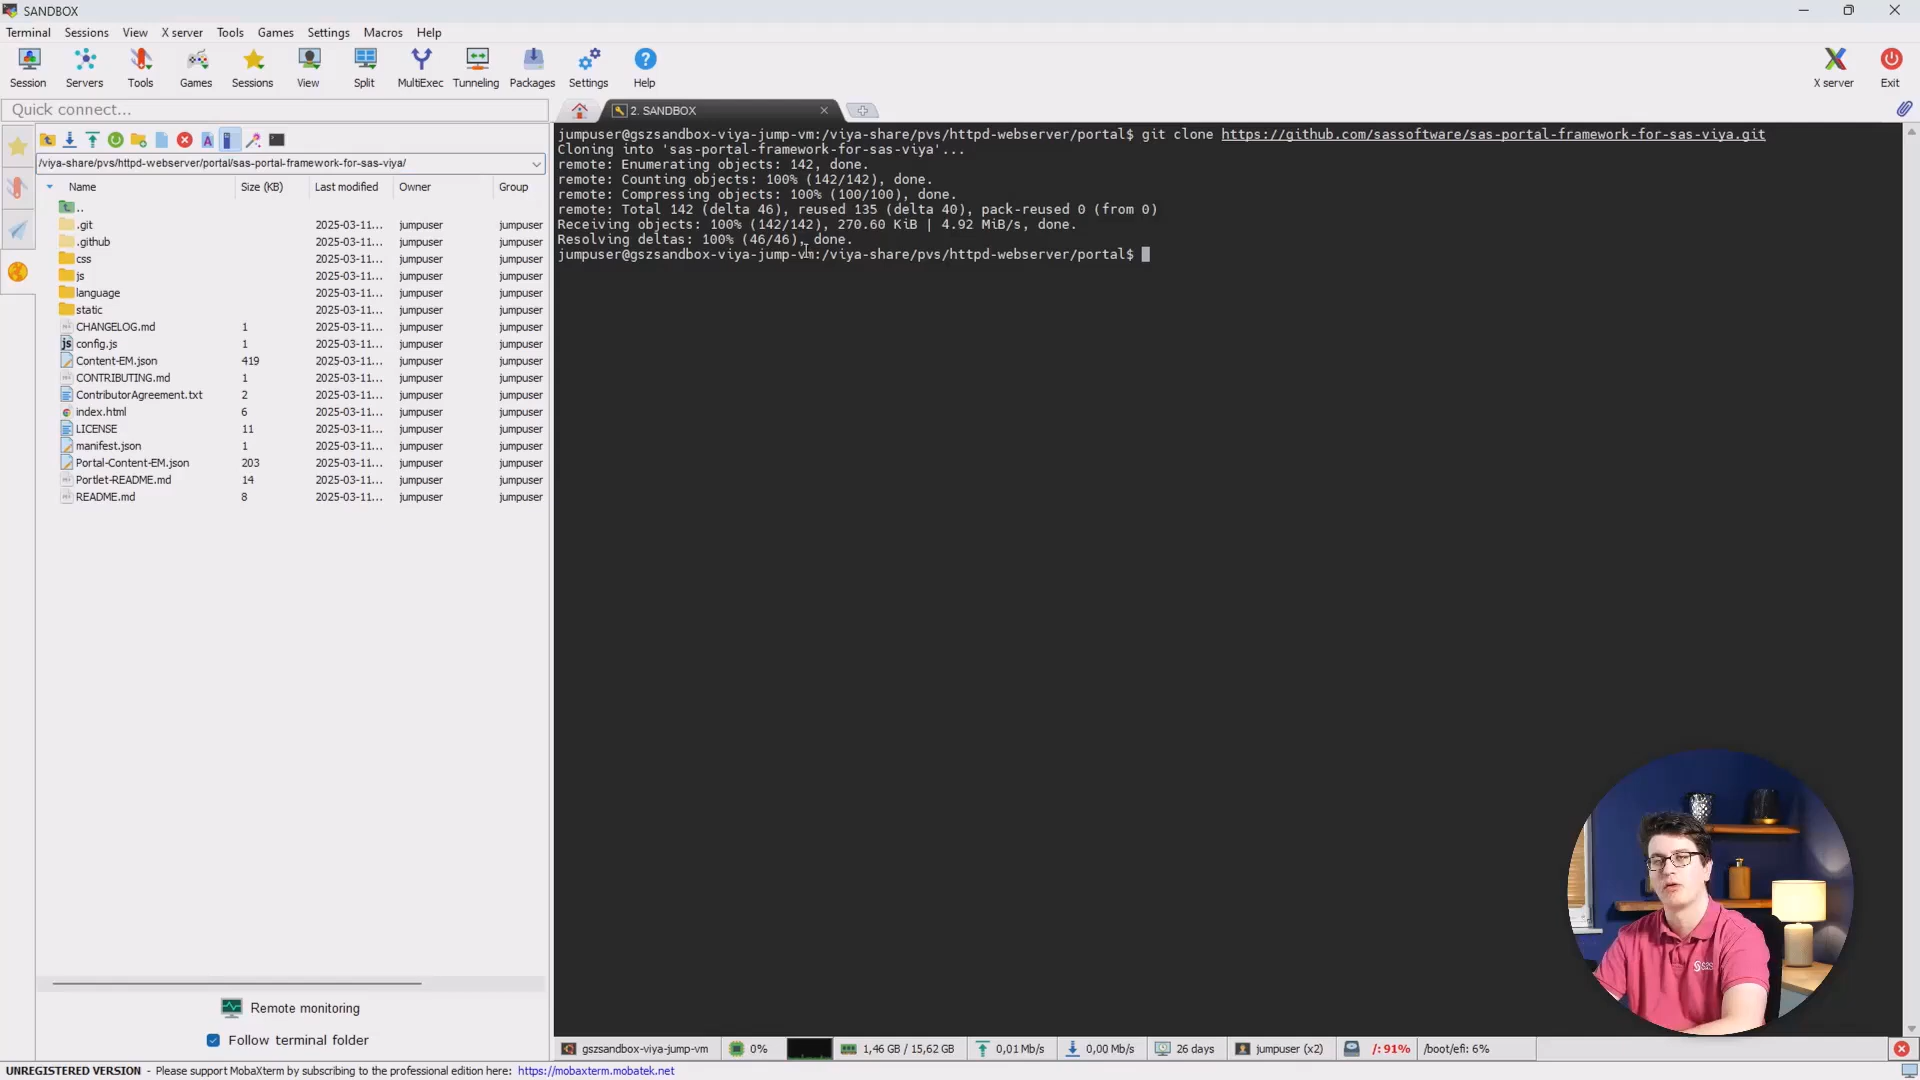 SANDBOX
Terminal Sessions View X server Tools Games Settings Macros Help
Session Servers Tools Games Sessions View Split MultiExec Tunneling Packages Settings Help X server Exit
Quick connect...
2. SANDBOX
/viya-share/pvs/httpd-webserver/portal/sas-portal-framework-for-sas-viya/
Name Size (KB) Last modified Owner Group
..
.git 2025-03-11... jumpuser jumpuser
.github 2025-03-11... jumpuser jumpuser
css 2025-03-11... jumpuser jumpuser
js 2025-03-11... jumpuser jumpuser
language 2025-03-11... jumpuser jumpuser
static 2025-03-11... jumpuser jumpuser
CHANGELOG.md 1 2025-03-11... jumpuser jumpuser
config.js 1 2025-03-11... jumpuser jumpuser
Content-EM.json 419 2025-03-11... jumpuser jumpuser
CONTRIBUTING.md 1 2025-03-11... jumpuser jumpuser
ContributorAgreement.txt 2 2025-03-11... jumpuser jumpuser
index.html 6 2025-03-11... jumpuser jumpuser
LICENSE 11 2025-03-11... jumpuser jumpuser
manifest.json 1 2025-03-11... jumpuser jumpuser
Portal-Content-EM.json 203 2025-03-11... jumpuser jumpuser
Portlet-README.md 14 2025-03-11... jumpuser jumpuser
README.md 8 2025-03-11... jumpuser jumpuser
Remote monitoring
Follow terminal folder
jumpuser@gszsandbox-viya-jump-vm:/viya-share/pvs/httpd-webserver/portal$ git clone https://github.com/sassoftware/sas-portal-framework-for-sas-viya.git
Cloning into 'sas-portal-framework-for-sas-viya'...
remote: Enumerating objects: 142, done.
remote: Counting objects: 100% (142/142), done.
remote: Compressing objects: 100% (100/100), done.
remote: Total 142 (delta 46), reused 135 (delta 40), pack-reused 0 (from 0)
Receiving objects: 100% (142/142), 270.60 KiB | 4.92 MiB/s, done.
Resolving deltas: 100% (46/46), done.
jumpuser@gszsandbox-viya-jump-vm:/viya-share/pvs/httpd-webserver/portal$
sas
gszsandbox-viya-jump-vm 0% 1,46 GB / 15,62 GB 0,01 Mb/s 0,00 Mb/s 26 days jumpuser (x2) /: 91% /boot/efi: 6%
UNREGISTERED VERSION - Please support MobaXterm by subscribing to the professional edition here: https://mobaxterm.mobatek.net